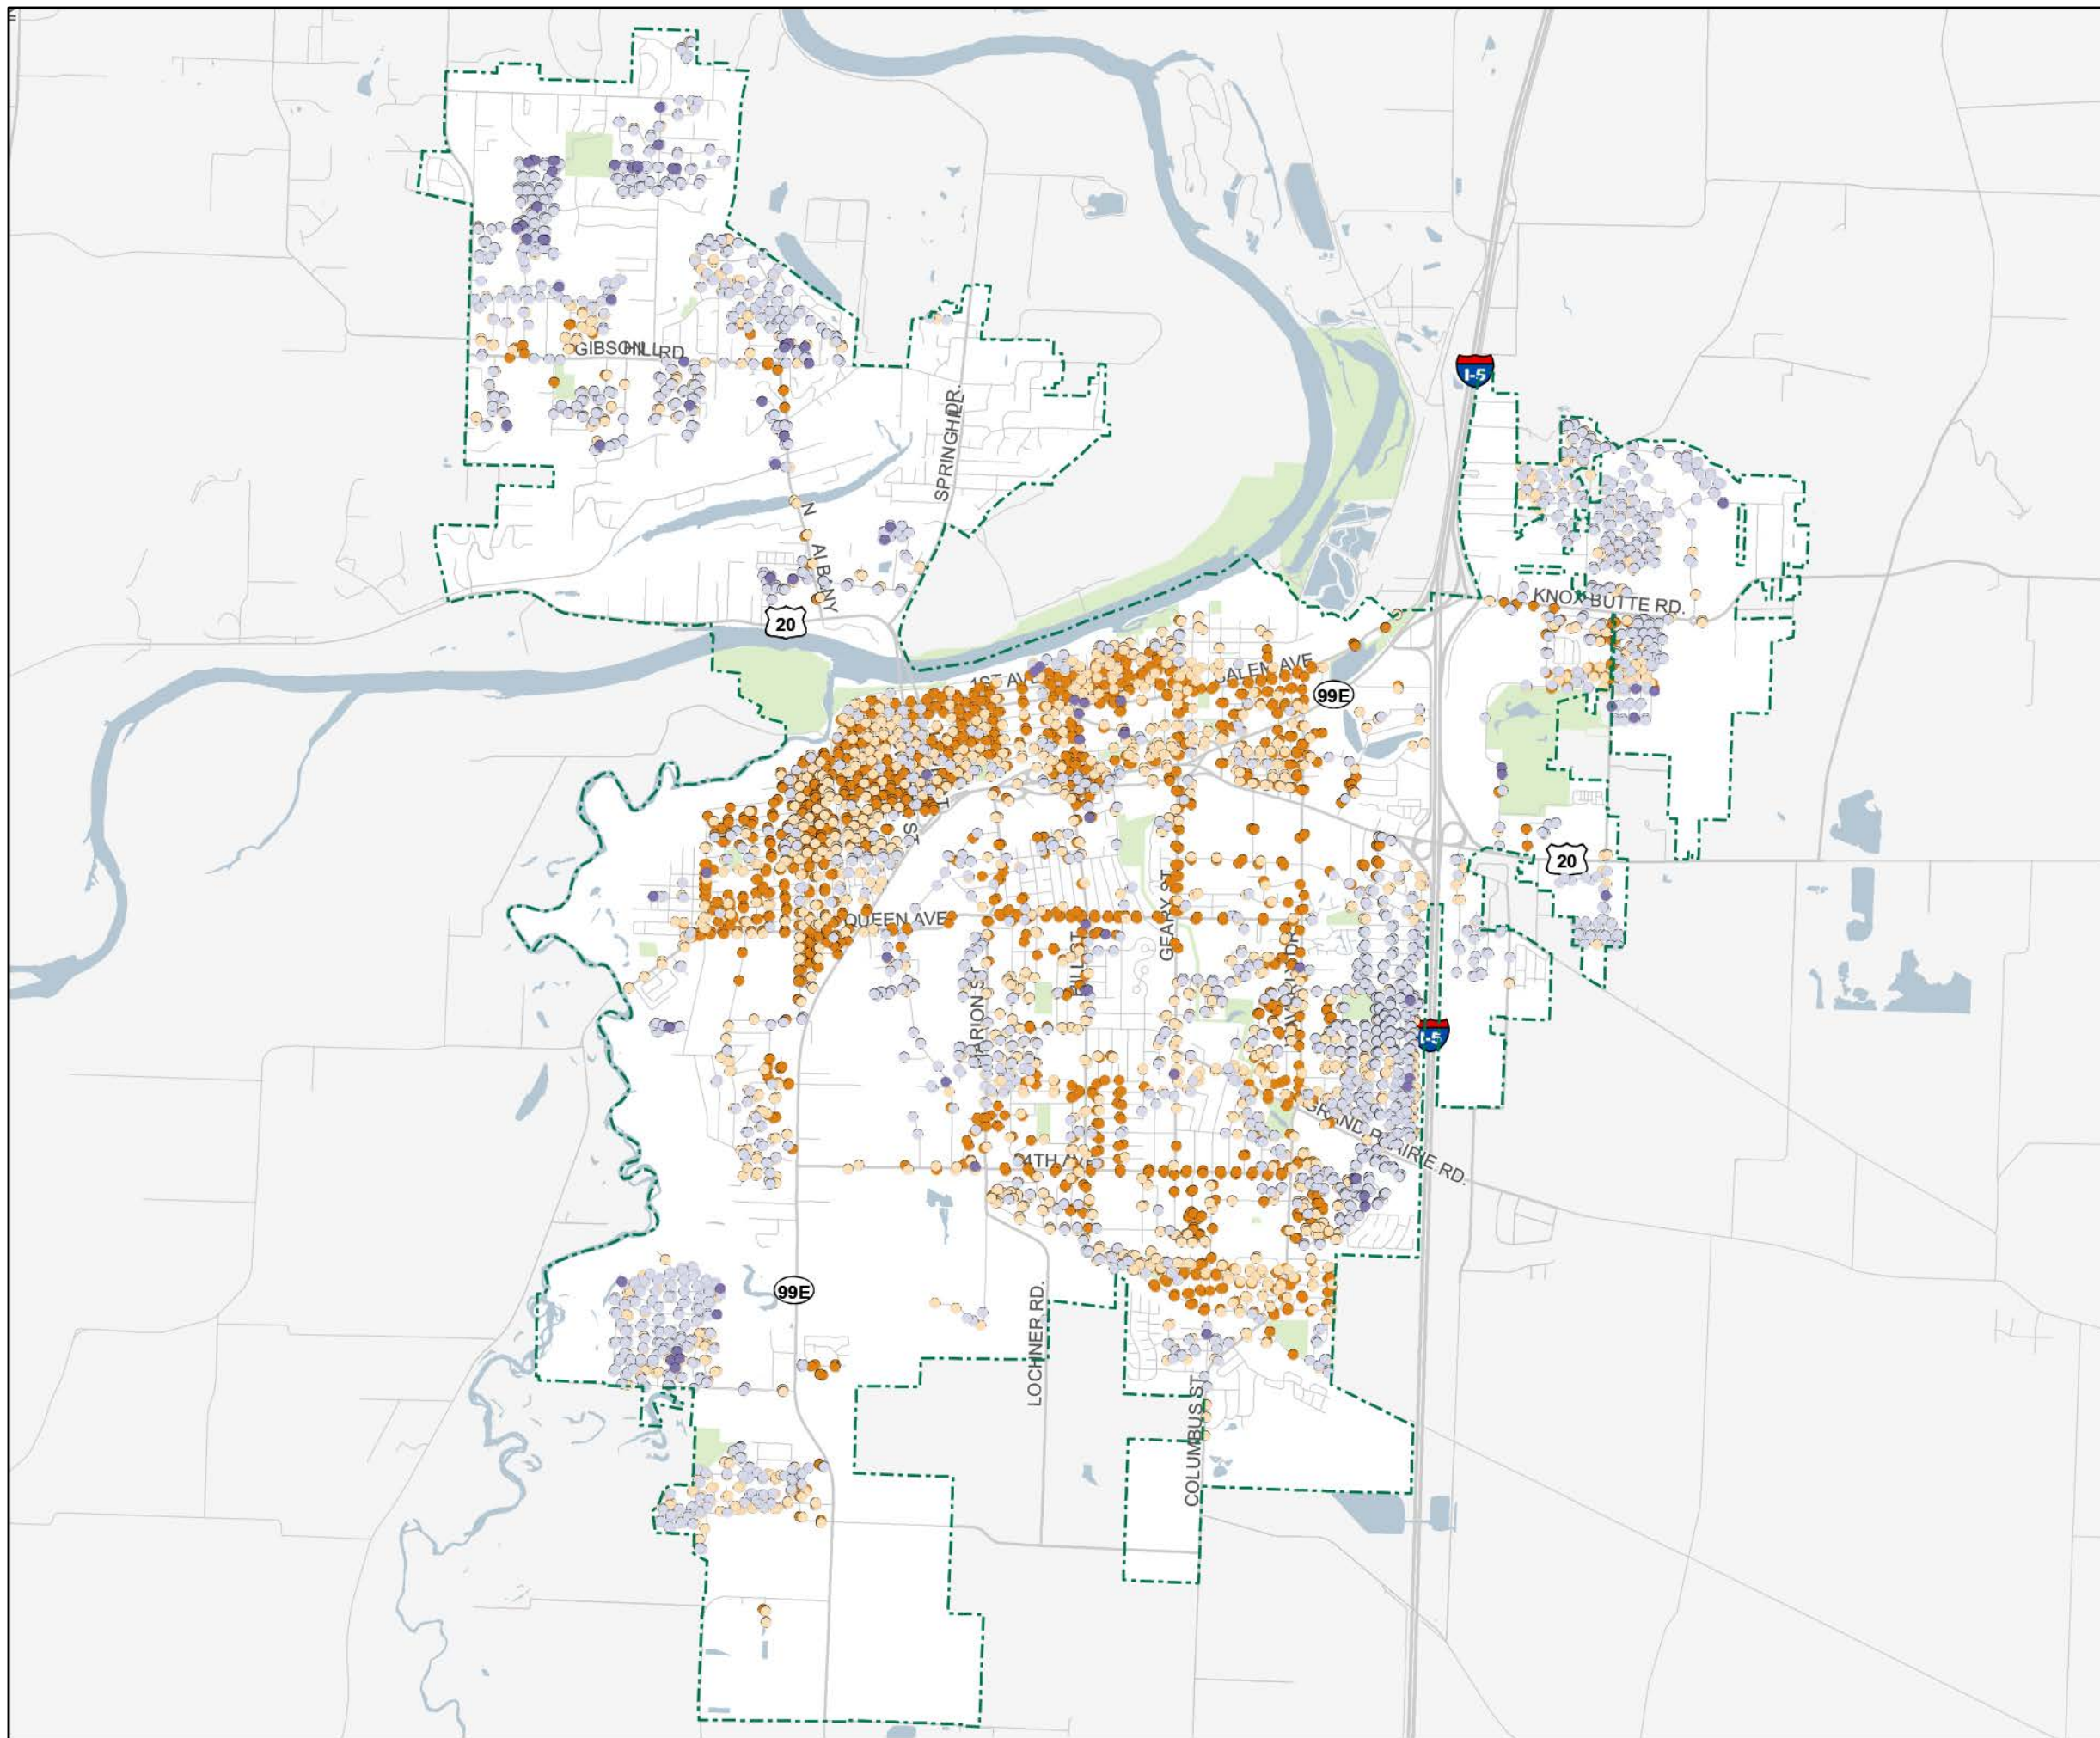 GIBSON HILL RD
I-5
SPRINGHILL DR.
N ALBANY
KNOX BUTTE RD.
20
1ST AVE
SALEM AVE
99E
ST
20
QUEEN AVE
GEARY ST
HILL ST
MARION ST
I-5
GRAND PRAIRIE RD.
34TH AVE
99E
LOCHNER RD.
COLUMBUS ST